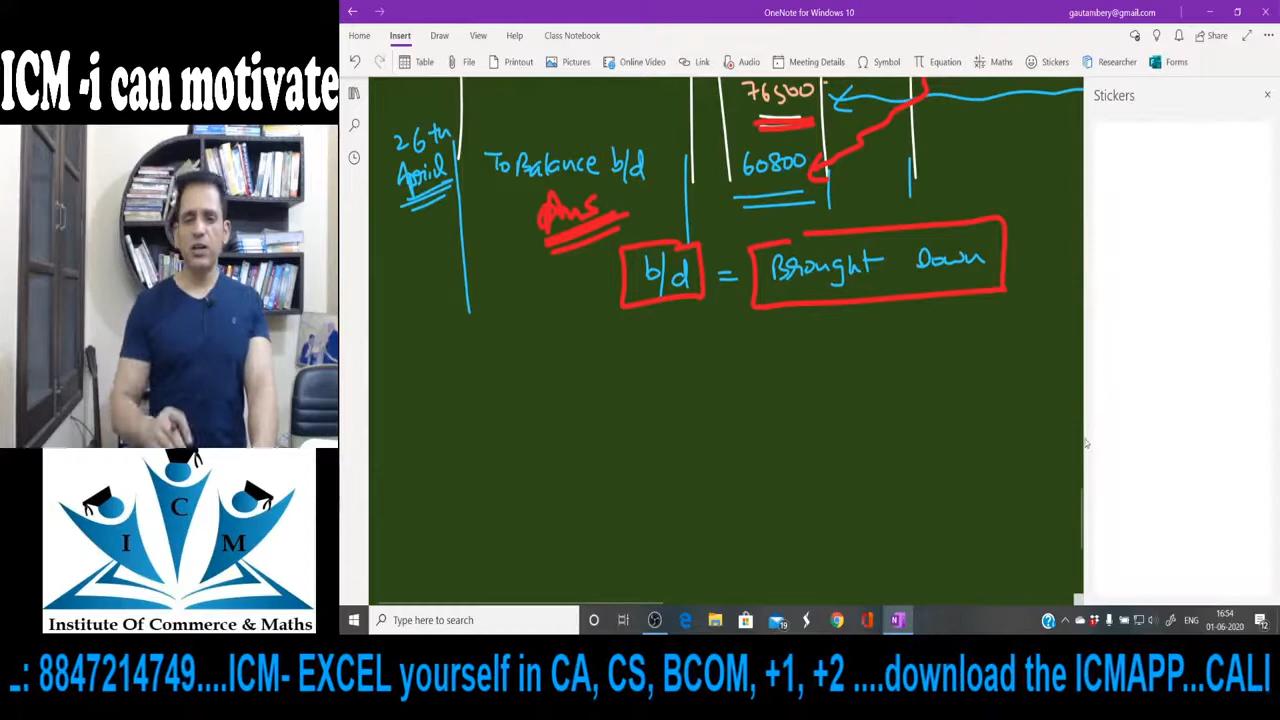 ICM -i can motivate
OneNote for Windows 10
gautambery@gmail.com
Home Insert Draw View Help Class Notebook
Share
Table File Printout Pictures Online Video Link Audio Meeting Details Symbol Equation Maths Stickers Researcher Forms
Stickers
76500
26th
April
To Balance b/d
60800
b/d = Brought Down
I C M
Institute Of Commerce & Maths
Type here to search
19
ENG
16:54
01-06-2020
12
.: 8847214749....ICM- EXCEL yourself in CA, CS, BCOM, +1, +2 ....download the ICMAPP...CALI